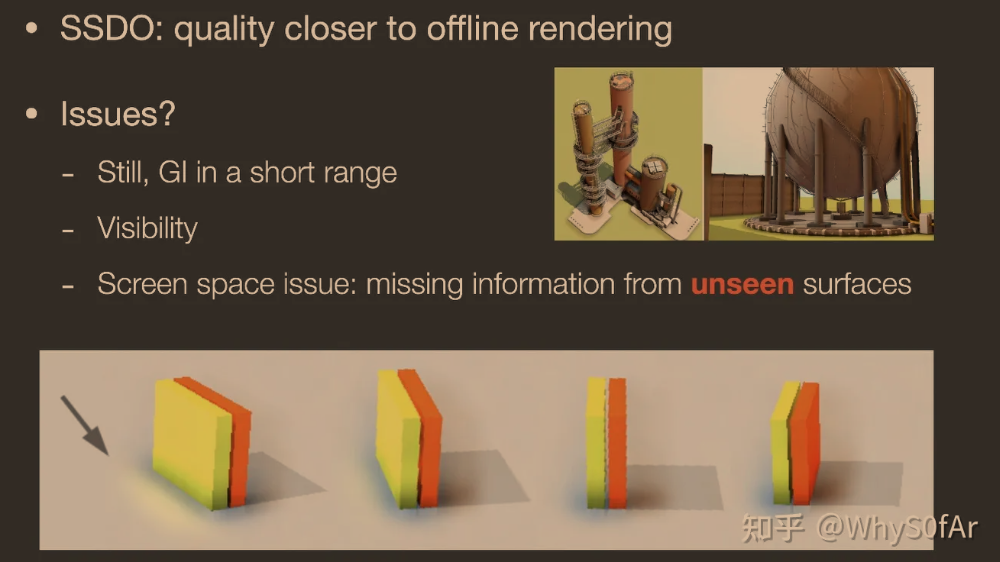 • SSDO: quality closer to offline rendering
• Issues?
– Still, GI in a short range
– Visibility
– Screen space issue: missing information from unseen surfaces
知乎 @WhyS0fAr